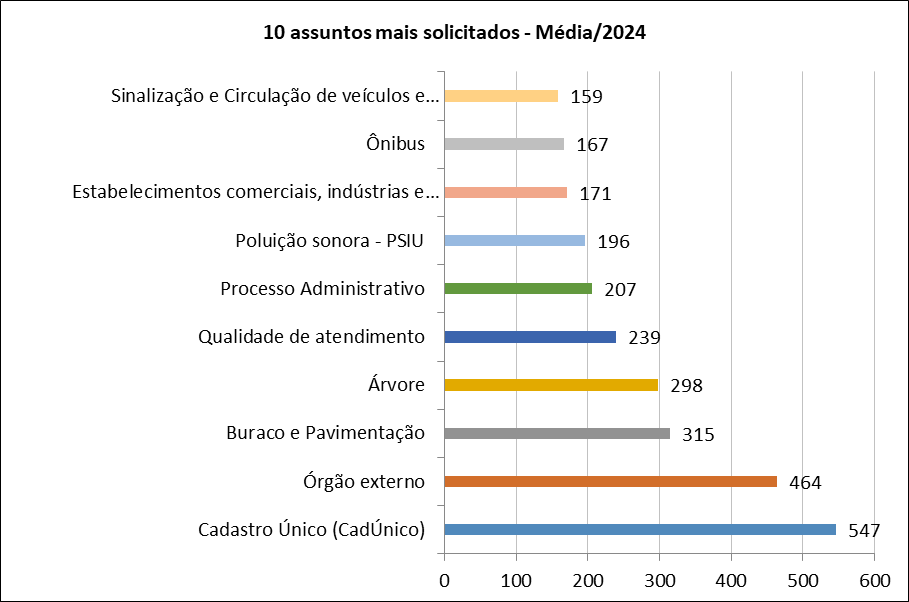 10 assuntos mais solicitados - Média/2024
Sinalização e Circulação de veículos e... 159
Ônibus 167
Estabelecimentos comerciais, indústrias e... 171
Poluição sonora - PSIU 196
Processo Administrativo 207
Qualidade de atendimento 239
Árvore 298
Buraco e Pavimentação 315
Órgão externo 464
Cadastro Único (CadÚnico) 547
0 100 200 300 400 500 600